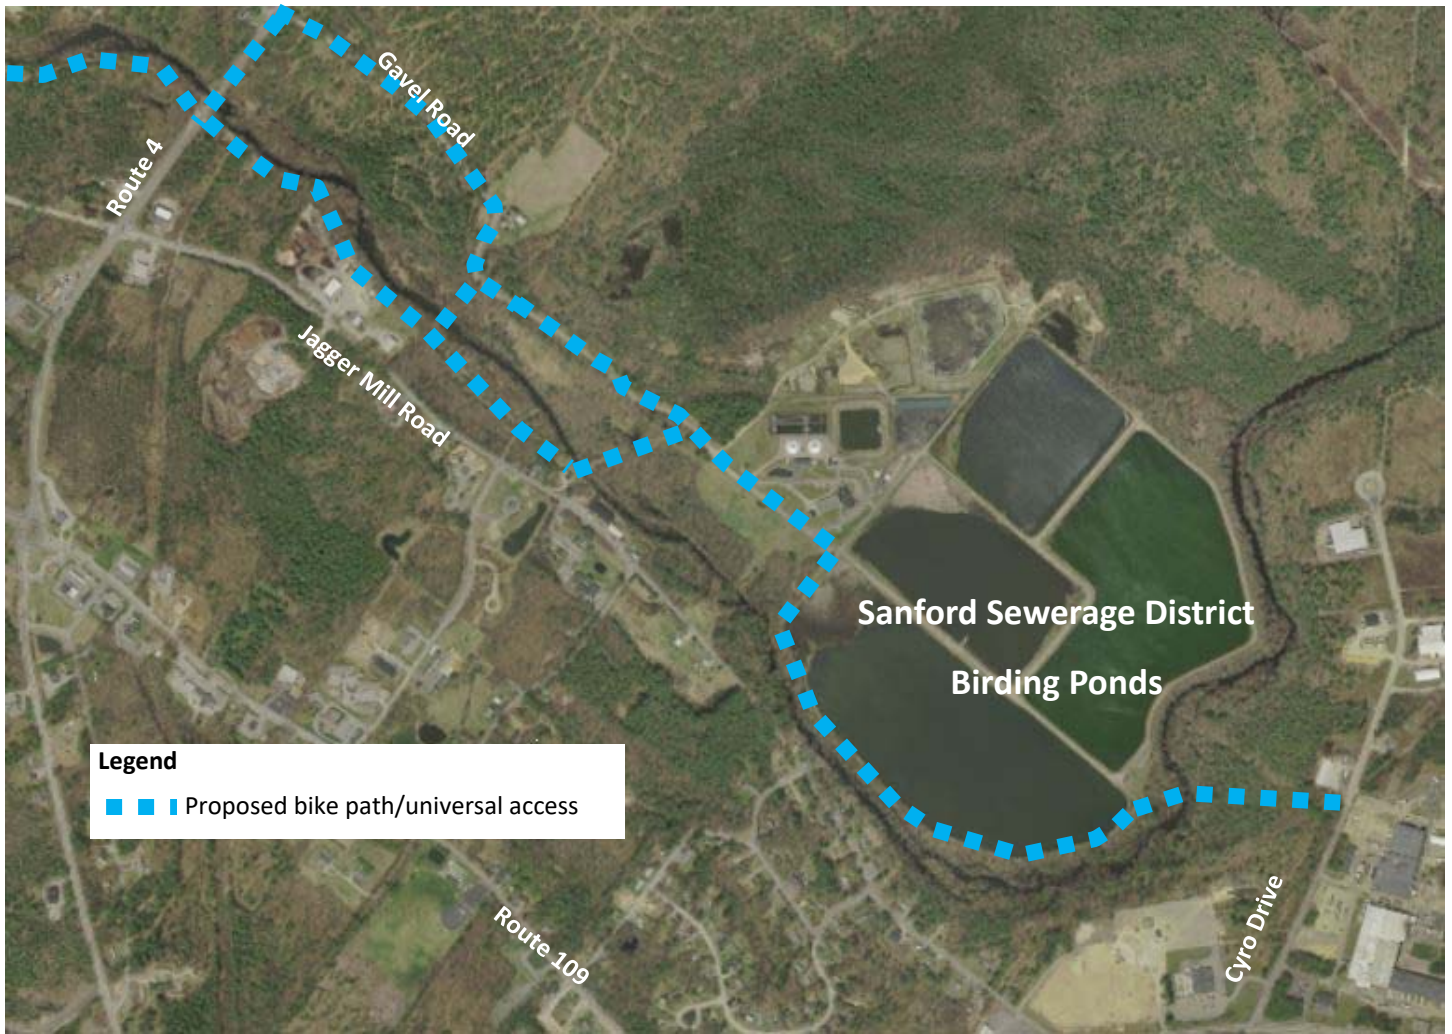 Gavel Road
Route 4
Jagger Mill Road
Sanford Sewerage District
Birding Ponds
Legend
Proposed bike path/universal access
Route 109
Cyro Drive